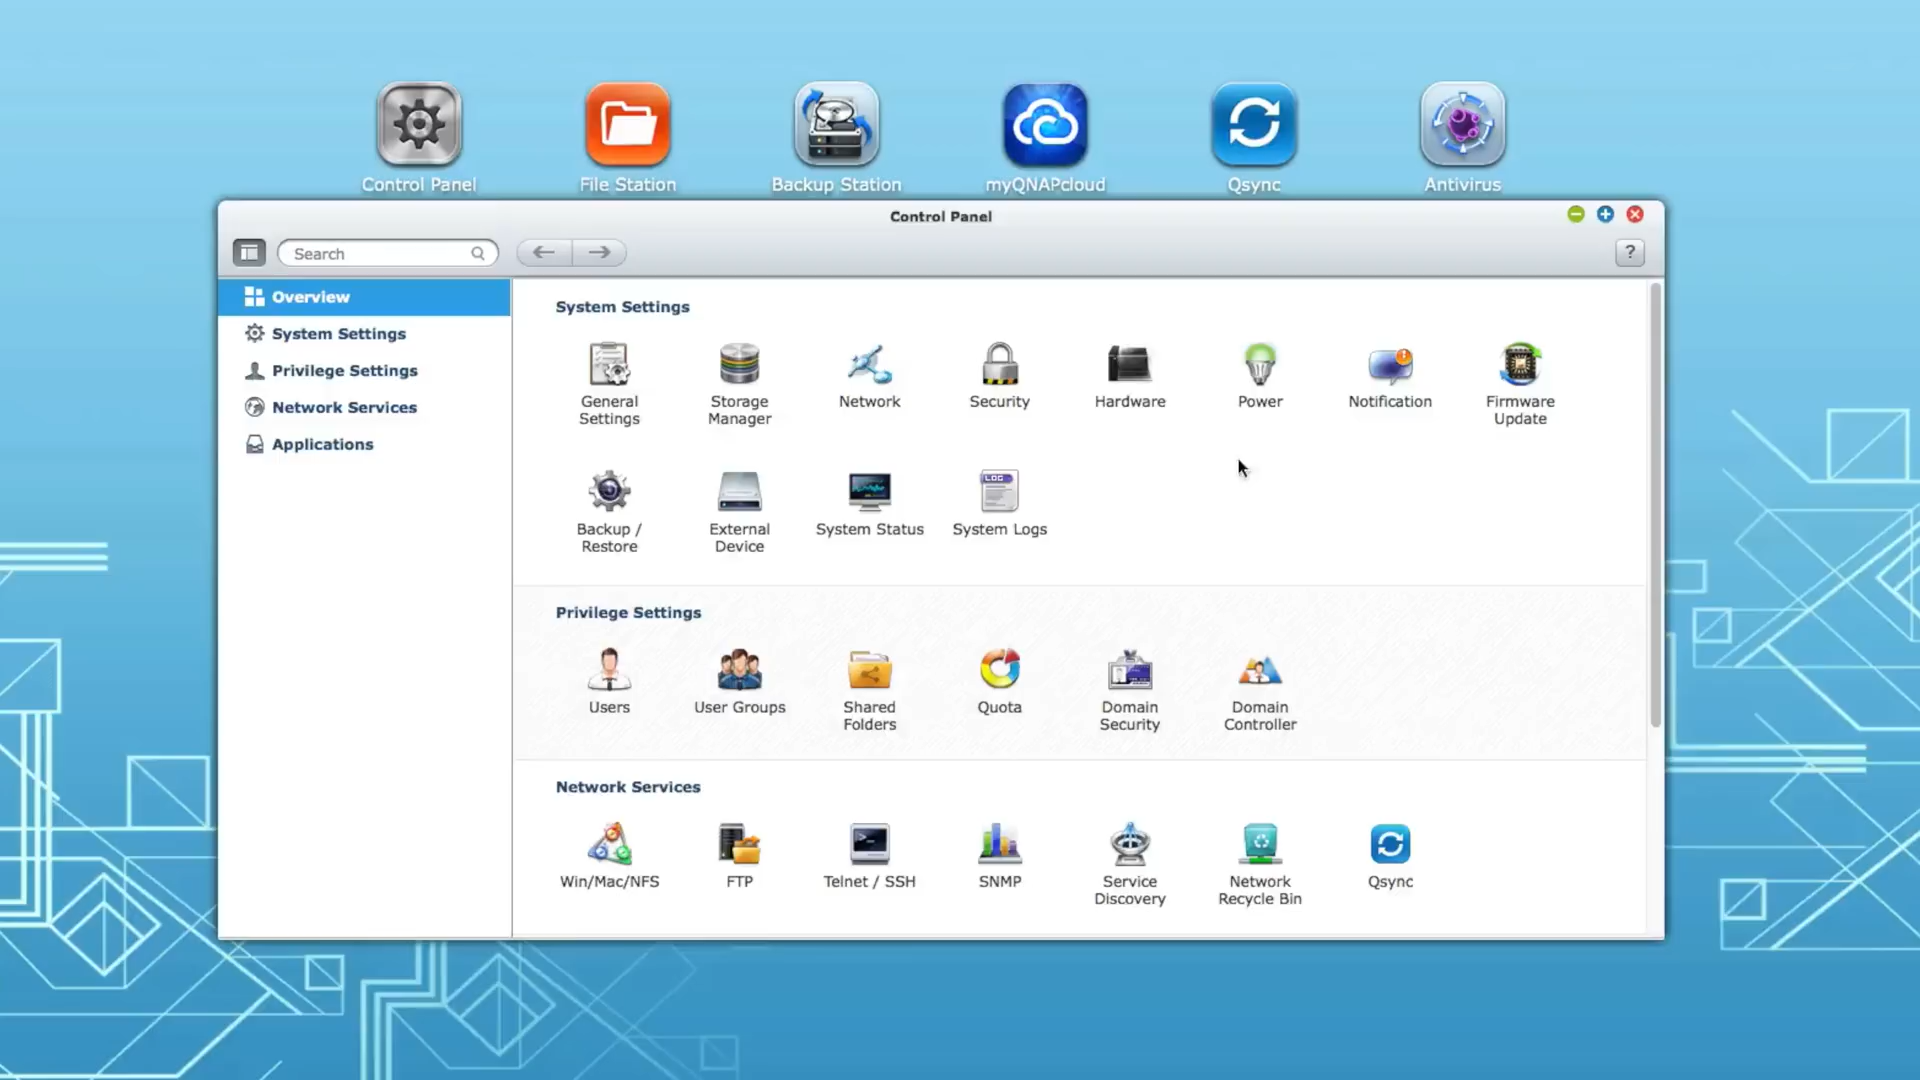 Control Panel
File Station
Backup Station
myQNAPcloud
Qsync
Antivirus
Control Panel
Search
?
Overview
System Settings
Privilege Settings
Network Services
Applications
System Settings
General
Settings
Storage
Manager
Network
Security
Hardware
Power
Notification
Firmware
Update
Backup /
Restore
External
Device
System Status
LOG
System Logs
Privilege Settings
Users
User Groups
Shared
Folders
Quota
Domain
Security
Domain
Controller
Network Services
Win/Mac/NFS
FTP
Telnet / SSH
SNMP
Service
Discovery
Network
Recycle Bin
Qsync